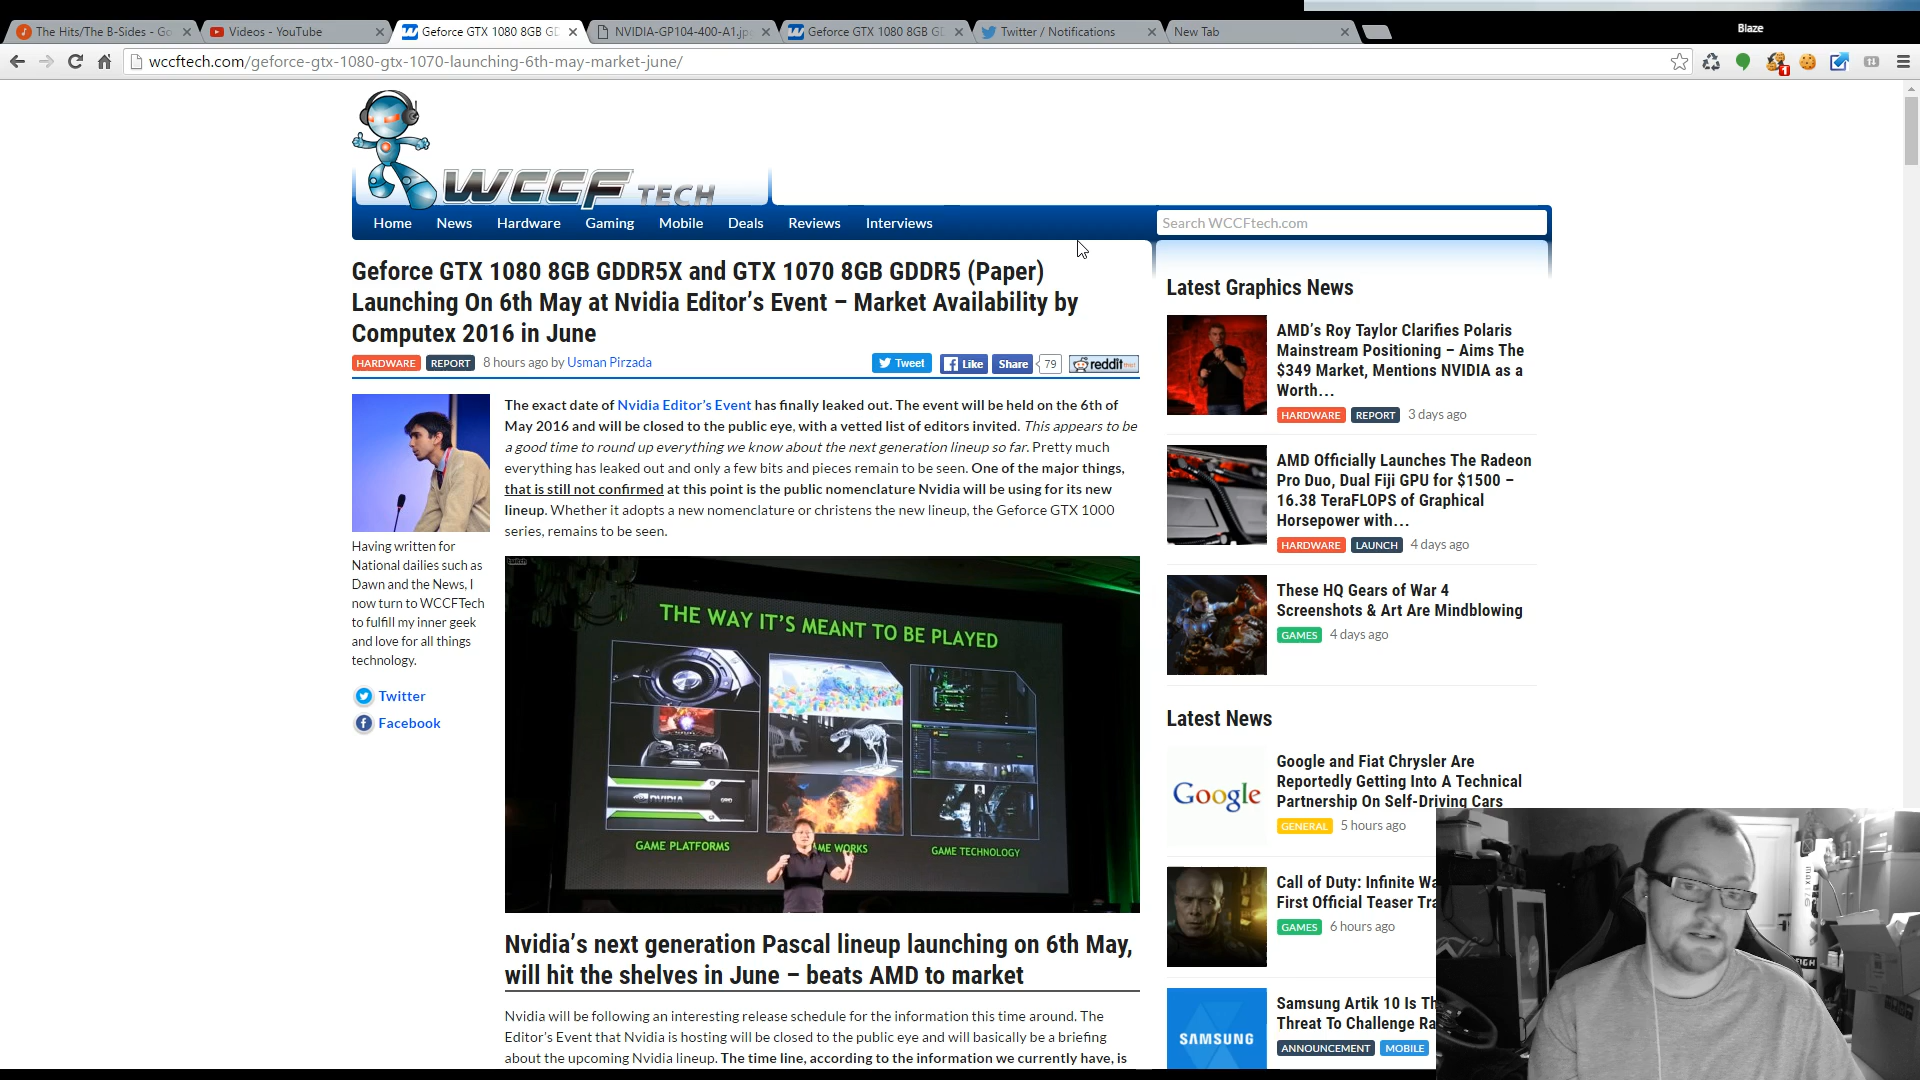 The Hits/The B-Sides - Go
Videos - YouTube
Geforce GTX 1080 8GB GD
NVIDIA-GP104-400-A1.jp
Geforce GTX 1080 8GB GD
Twitter / Notifications
New Tab
Blaze
wccftech.com/geforce-gtx-1080-gtx-1070-launching-6th-may-market-june/
1
WCCF TECH
Home
News
Hardware
Gaming
Mobile
Deals
Reviews
Interviews
Search WCCFtech.com
Geforce GTX 1080 8GB GDDR5X and GTX 1070 8GB GDDR5 (Paper)
Launching On 6th May at Nvidia Editor’s Event – Market Availability by
Computex 2016 in June
HARDWARE REPORT 8 hours ago by Usman Pirzada
Tweet
Like
Share
79
reddit
Having written for
National dailies such as
Dawn and the News, I
now turn to WCCFTech
to fulfill my inner geek
and love for all things
technology.
Twitter
Facebook
The exact date of Nvidia Editor’s Event has finally leaked out. The event will be held on the 6th of
May 2016 and will be closed to the public eye, with a vetted list of editors invited. This appears to be
a good time to round up everything we know about the next generation lineup so far. Pretty much
everything has leaked out and only a few bits and pieces remain to be seen. One of the major things,
that is still not confirmed at this point is the public nomenclature Nvidia will be using for its new
lineup. Whether it adopts a new nomenclature or christens the new lineup, the Geforce GTX 1000
series, remains to be seen.
twitch
THE WAY IT’S MEANT TO BE PLAYED
NVIDIA
GRID
GAME PLATFORMS
AME WORKS
GAME TECHNOLOGY
Nvidia’s next generation Pascal lineup launching on 6th May,
will hit the shelves in June – beats AMD to market
Nvidia will be following an interesting release schedule for the information this time around. The
Editor’s Event that Nvidia is hosting will be closed to the public eye and will basically be a briefing
about the upcoming Nvidia lineup. The time line, according to the information we currently have, is
Latest Graphics News
AMD’s Roy Taylor Clarifies Polaris
Mainstream Positioning – Aims The
$349 Market, Mentions NVIDIA as a
Worth…
HARDWARE REPORT 3 days ago
AMD Officially Launches The Radeon
Pro Duo, Dual Fiji GPU for $1500 –
16.38 TeraFLOPS of Graphical
Horsepower with…
HARDWARE LAUNCH 4 days ago
These HQ Gears of War 4
Screenshots & Art Are Mindblowing
GAMES 4 days ago
Latest News
Google
Google and Fiat Chrysler Are
Reportedly Getting Into A Technical
Partnership On Self-Driving Cars
GENERAL 5 hours ago
Call of Duty: Infinite Wa
First Official Teaser Tra
GAMES 6 hours ago
SAMSUNG
Samsung Artik 10 Is Th
Threat To Challenge Ra
ANNOUNCEMENT MOBILE